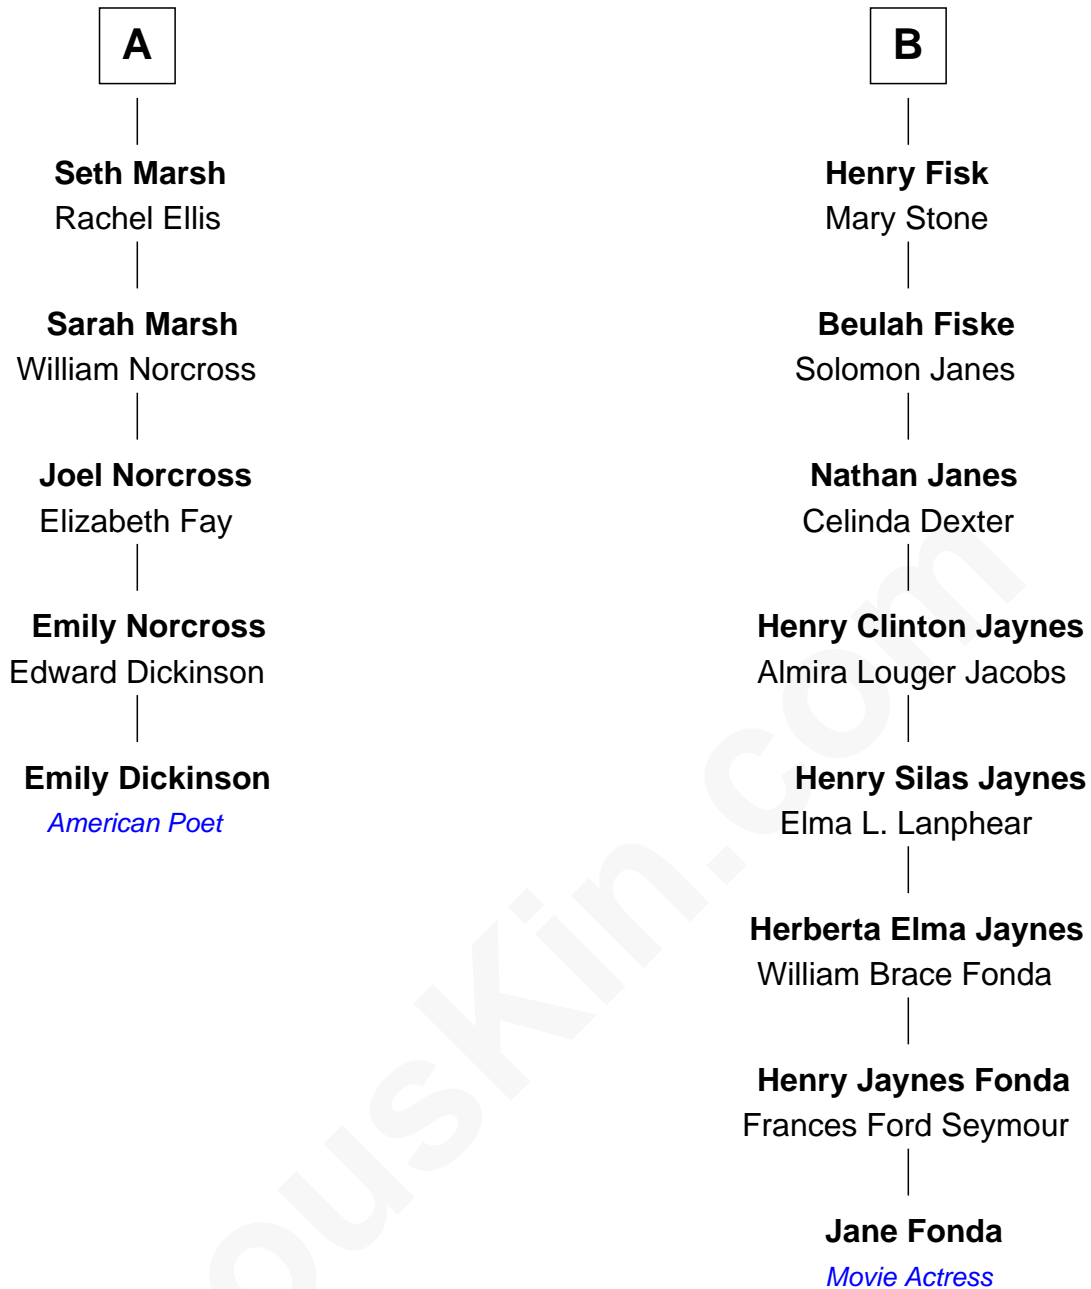 A
Seth Marsh
Rachel Ellis
Sarah Marsh
William Norcross
Joel Norcross
Elizabeth Fay
Emily Norcross
Edward Dickinson
Emily Dickinson
American Poet
B
Henry Fisk
Mary Stone
Beulah Fiske
Solomon Janes
Nathan Janes
Celinda Dexter
Henry Clinton Jaynes
Almira Louger Jacobs
Henry Silas Jaynes
Elma L. Lanphear
Herberta Elma Jaynes
William Brace Fonda
Henry Jaynes Fonda
Frances Ford Seymour
Jane Fonda
Movie Actress
ousKin.com